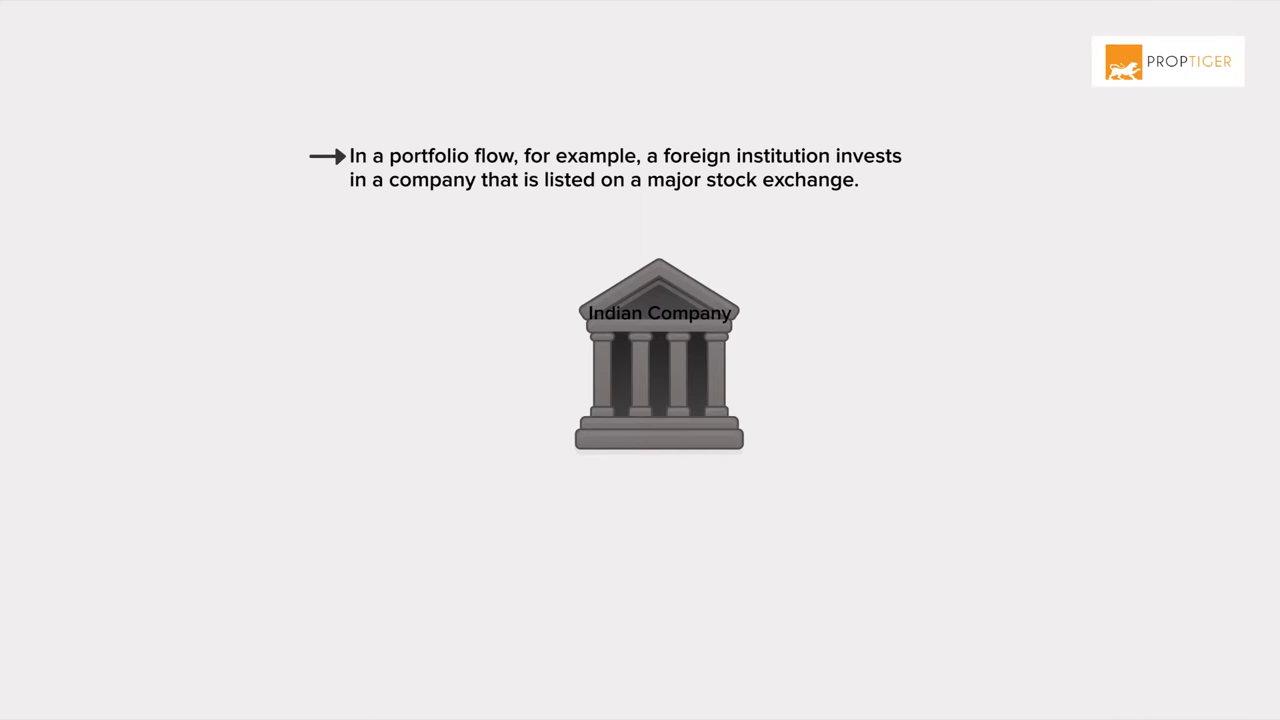 PROPTIGER
In a portfolio flow, for example, a foreign institution invests
in a company that is listed on a major stock exchange.
Indian Company